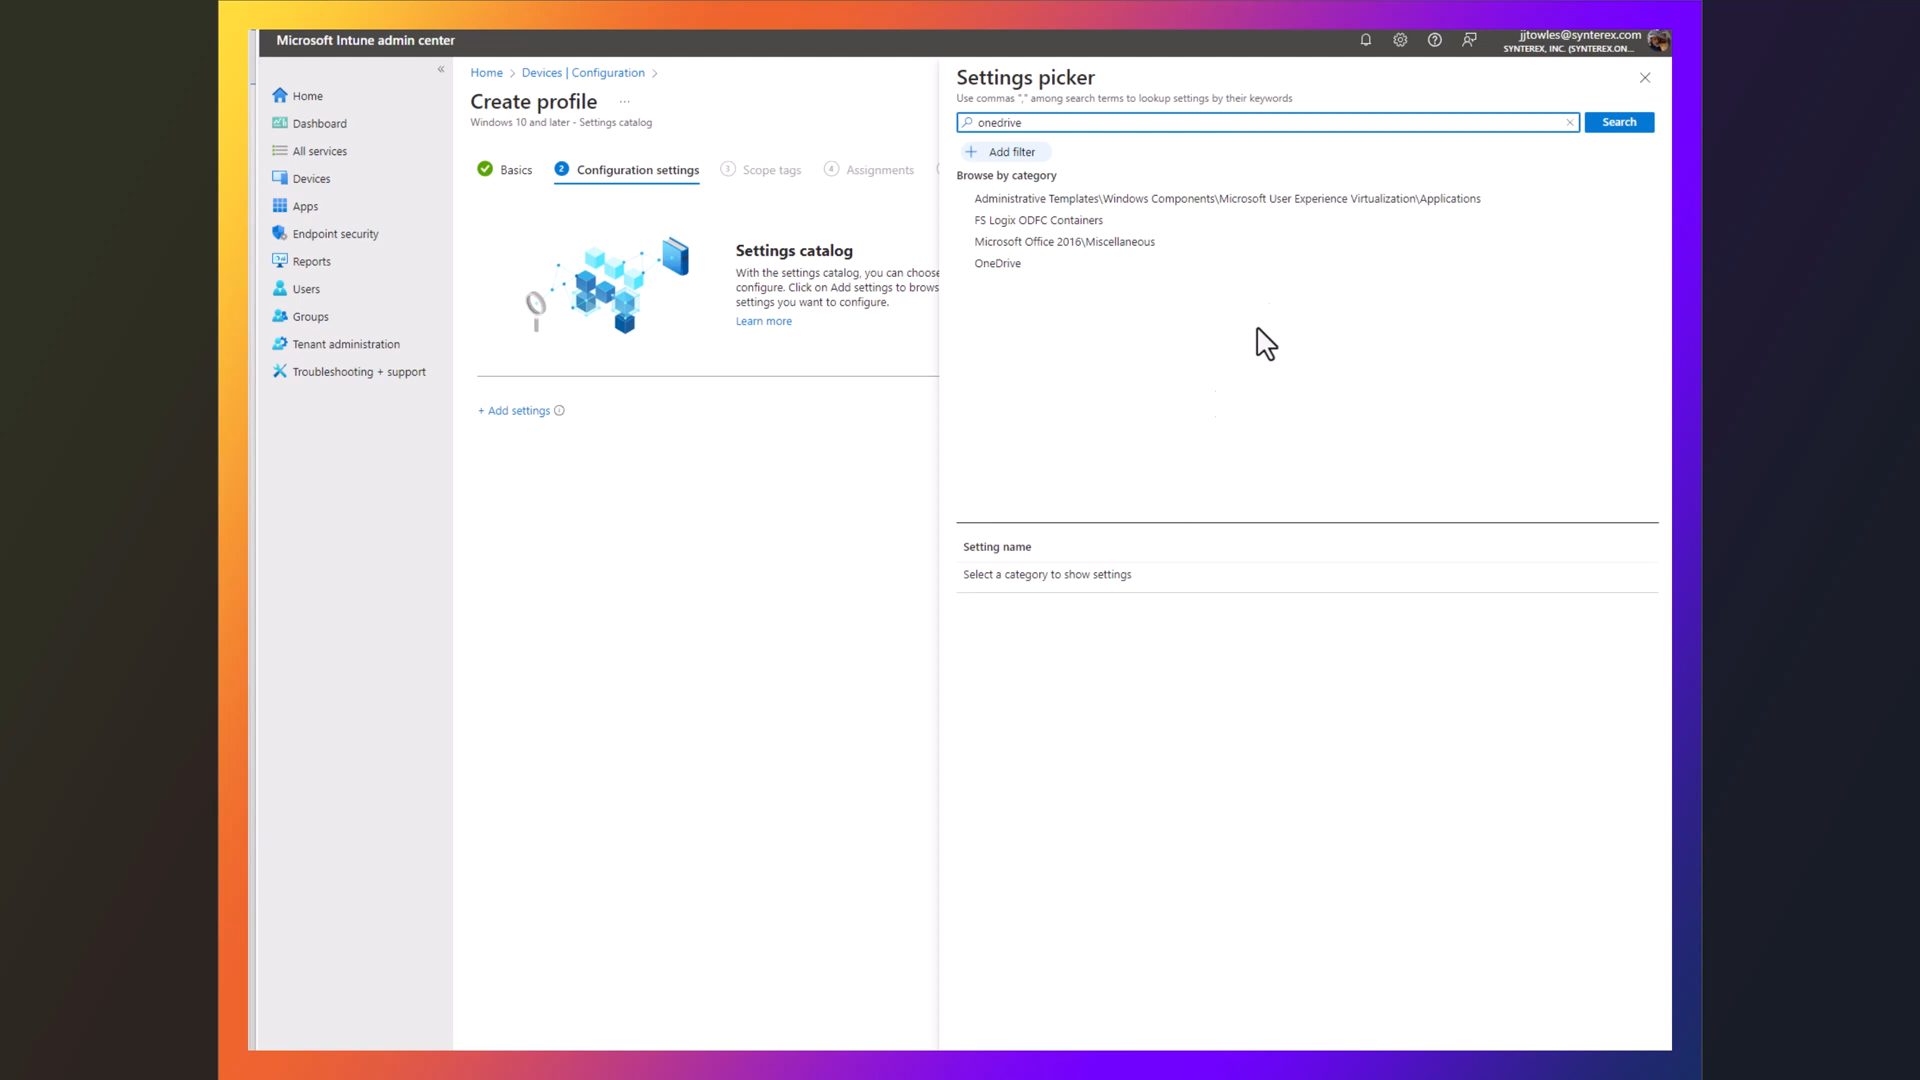 Microsoft Intune admin center
jjtowles@synterex.com
SYNTEREX, INC. (SYNTEREX.ON...
«
Home
Dashboard
All services
Devices
Apps
Endpoint security
Reports
Users
Groups
Tenant administration
Troubleshooting + support
Home > Devices | Configuration >
Create profile ...
Windows 10 and later - Settings catalog
Basics
2 Configuration settings
3 Scope tags
4 Assignments
Settings catalog
With the settings catalog, you can choose
configure. Click on Add settings to brows
settings you want to configure.
Learn more
+ Add settings
Settings picker
Use commas "," among search terms to lookup settings by their keywords
onedrive
Search
Add filter
Browse by category
Administrative Templates\Windows Components\Microsoft User Experience Virtualization\Applications
FS Logix ODFC Containers
Microsoft Office 2016\Miscellaneous
OneDrive
Setting name
Select a category to show settings